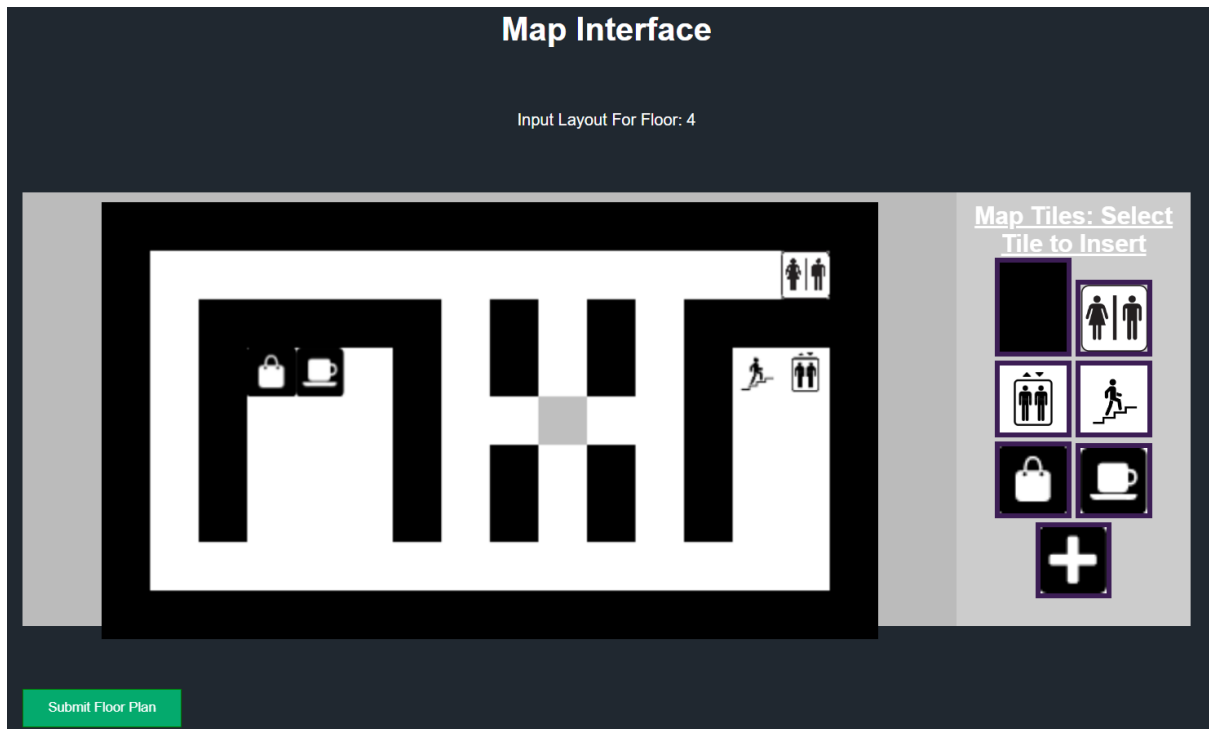 Map Interface
Input Layout For Floor: 4
Map Tiles: Select
Tile to Insert
Submit Floor Plan